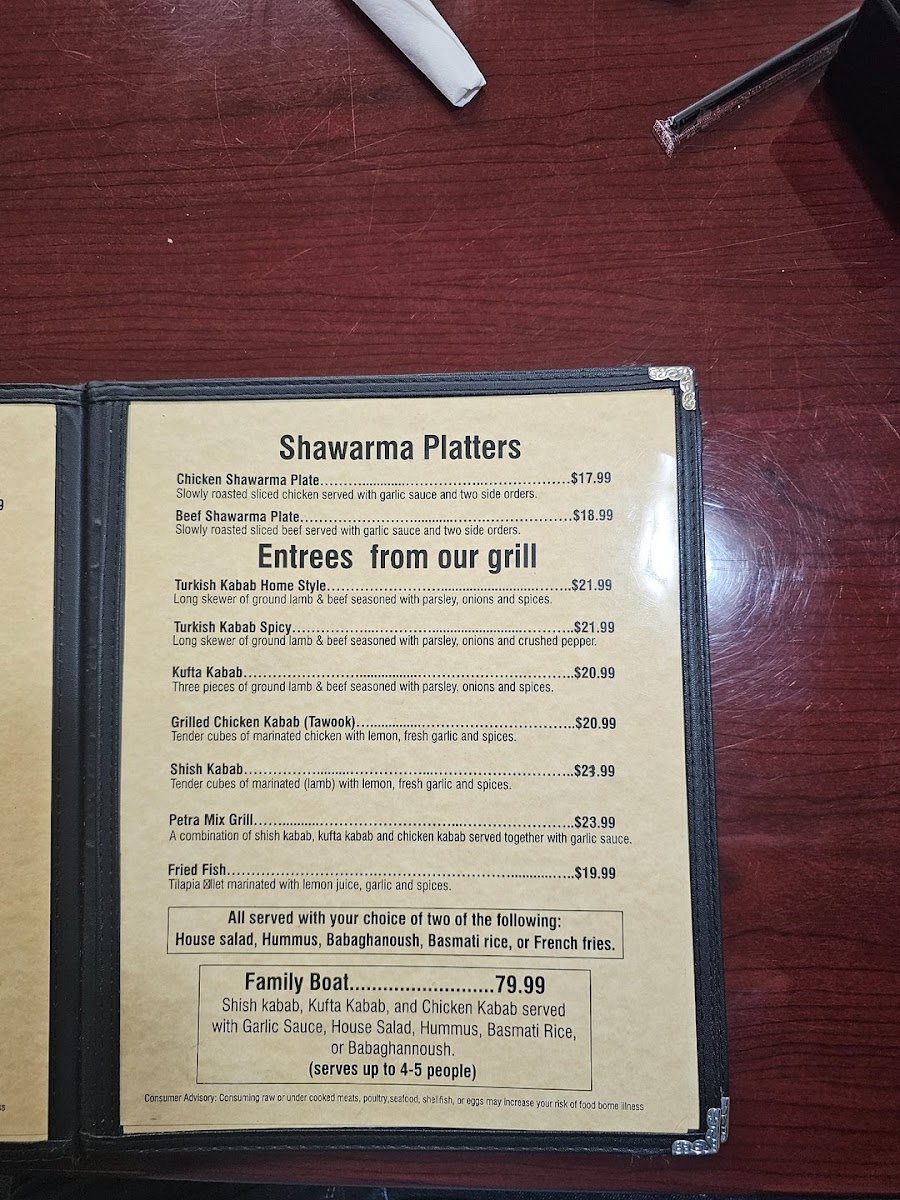 Shawarma Platters
Chicken Shawarma Plate.................................................$17.99
Slowly roasted sliced chicken served with garlic sauce and two side orders.
Beef Shawarma Plate.....................................................$18.99
Slowly roasted sliced beef served with garlic sauce and two side orders.
Entrees from our grill
Turkish Kabab Home Style................................................$21.99
Long skewer of ground lamb & beef seasoned with parsley, onions and spices.
Turkish Kabab Spicy......................................................$21.99
Long skewer of ground lamb & beef seasoned with parsley, onions and crushed pepper.
Kufta Kabab..................................................................$20.99
Three pieces of ground lamb & beef seasoned with parsley, onions and spices.
Grilled Chicken Kabab (Tawook)...........................................$20.99
Tender cubes of marinated chicken with lemon, fresh garlic and spices.
Shish Kabab..................................................................
Tender cubes of marinated (lamb) with lemon, fresh garlic and spices.
Petra Mix Grill................................................................$23.99
A combination of shish kabab, kufta kabab and chicken kabab served together with garlic sauce.
Fried Fish......................................................................$19.99
Tilapia llet marinated with lemon juice, garlic and spices.
All served with your choice of two of the following:
House salad, Hummus, Babaghanoush, Basmati rice, or French fries.
Family Boat..........................79.99
Shish kabab, Kufta Kabab, and Chicken Kabab served
with Garlic Sauce, House Salad, Hummus, Basmati Rice,
or Babaghannoush.
(serves up to 4-5 people)
Consumer Advisory: Consuming raw or under cooked meats, poultry,seafood, shelfish, or eggs may increase your risk of food borne illness